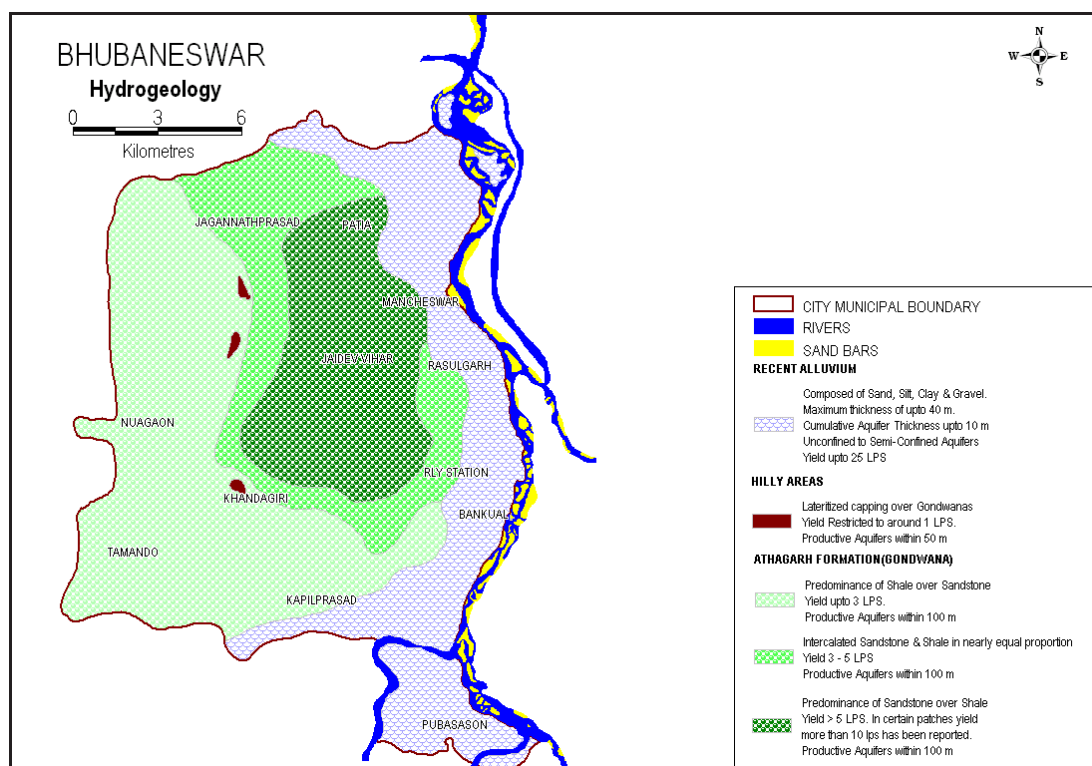 BHUBANESWAR
Hydrogeology
0 3 6
Kilometres
N
W E
S
JAGANNATHPRASAD
PATIA
MANCHESWAR
JAIDEV VIHAR
RASULGARH
NUAGAON
RLY STATION
KHANDAGIRI
BANKUAL
TAMANDO
KAPILPRASAD
PUBASASON
CITY MUNICIPAL BOUNDARY
RIVERS
SAND BARS
RECENT ALLUVIUM
Composed of Sand, Silt, Clay & Gravel.
Maximum thickness of upto 40 m.
Cumulative Aquifer Thickness upto 10 m
Unconfined to Semi-Confined Aquifers
Yield upto 25 LPS
HILLY AREAS
Lateritized capping over Gondwanas
Yield Restricted to around 1 LPS.
Productive Aquifers within 50 m
ATHAGARH FORMATION(GONDWANA)
Predominance of Shale over Sandstone
Yield upto 3 LPS.
Productive Aquifers within 100 m
Intercalated Sandstone & Shale in nearly equal proportion
Yield 3 - 5 LPS
Productive Aquifers within 100 m
Predominance of Sandstone over Shale
Yield > 5 LPS. In certain patches yield
more than 10 lps has been reported.
Productive Aquifers within 100 m